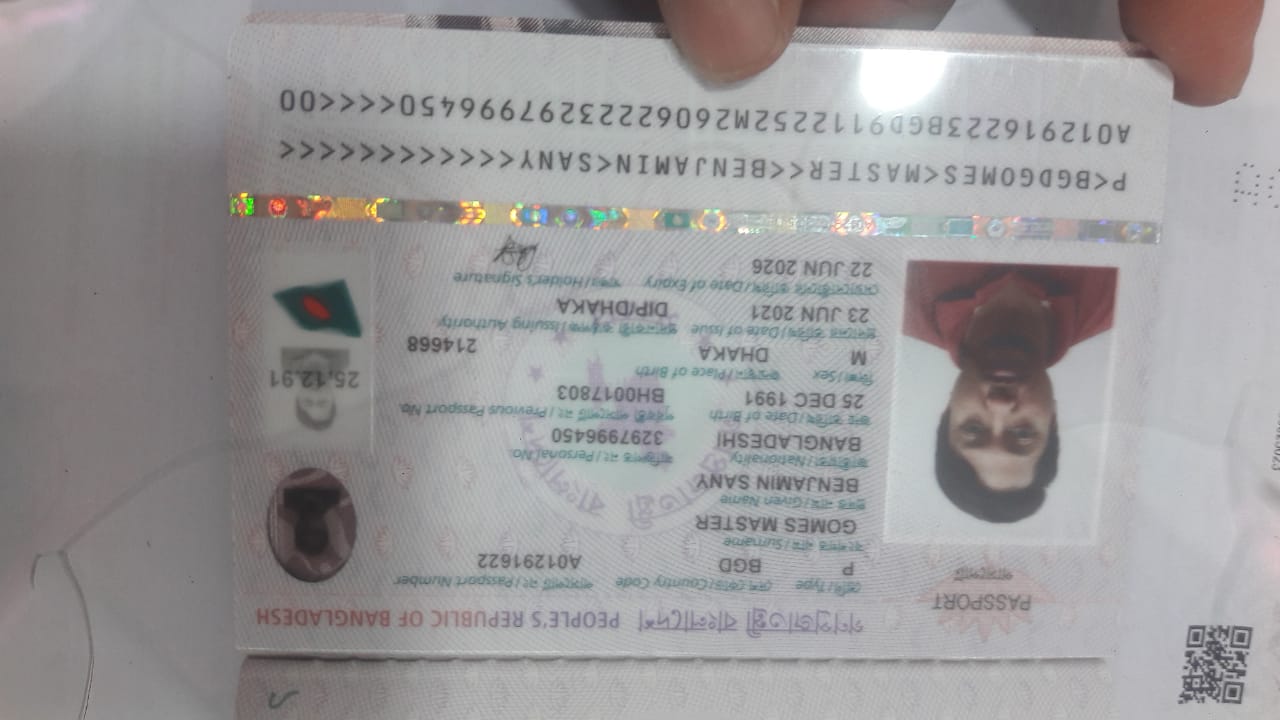 গণপ্রজাতন্ত্রী বাংলাদেশ PEOPLE'S REPUBLIC OF BANGLADESH
PASSPORT
পাসপোর্ট
শ্রেণি/Type দেশ কোড/Country Code পাসপোর্ট নং/Passport Number
P BGD A01291622
বংশগত নাম/Surname
GOMES MASTER
প্রদত্ত নাম/Given Name
BENJAMIN SANY
জাতীয়তা/Nationality ব্যক্তিগত নং/Personal No.
BANGLADESHI 3297996450
জন্ম তারিখ/Date of Birth পূর্ববর্তী পাসপোর্ট নং/Previous Passport No.
25 DEC 1991 BH0017803
25.12.91
লিঙ্গ/Sex জন্মস্থান/Place of Birth
M DHAKA 214668
প্রদানের তারিখ/Date of Issue প্রদানকারী কর্তৃপক্ষ/Issuing Authority
23 JUN 2021 DIP/DHAKA
মেয়াদোত্তীর্ণের তারিখ/Date of Expiry স্বাক্ষর/Holder's Signature
22 JUN 2026
P<BGDGOMES<MASTER<<BENJAMIN<SANY<<<<<<<<<<<<
A012916223BGD9112252M26062223297996450<<<<00